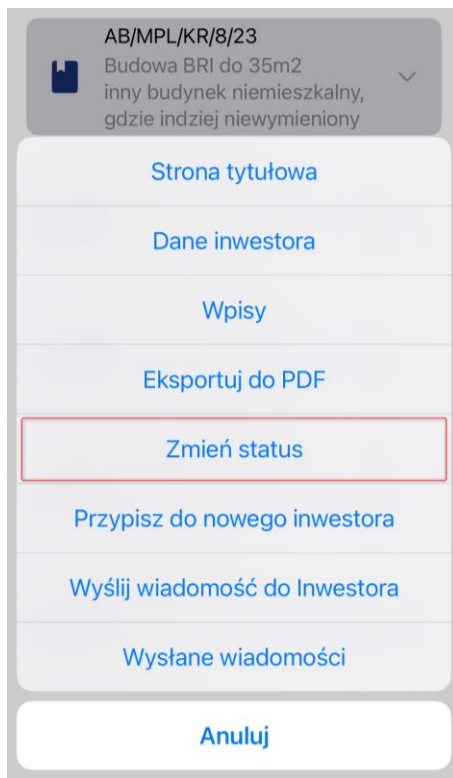 AB/MPL/KR/8/23
Budowa BRI do 35m2
inny budynek niemieszkalny,
gdzie indziej niewymieniony
Strona tytułowa
Dane inwestora
Wpisy
Eksportuj do PDF
Zmień status
Przypisz do nowego inwestora
Wyślij wiadomość do Inwestora
Wysłane wiadomości
Anuluj